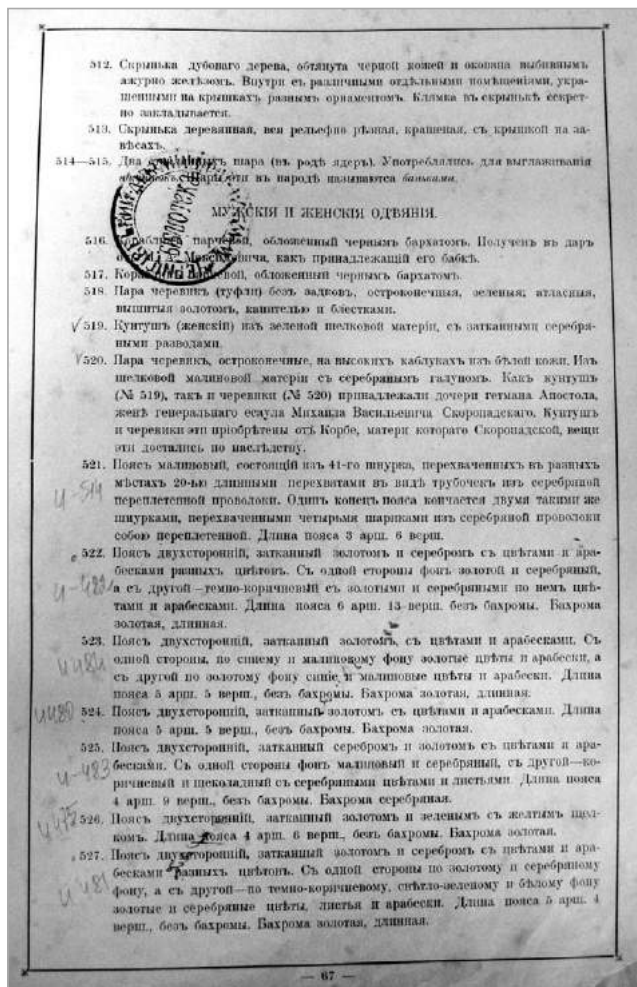 512. Скрынька дубоваго дерева, обтянута черной кожей и окована выбивнымъ
ажурно желѣзомъ. Внутри съ различными отдѣльными помѣщеніями, укра-
шенными на крышкахъ разнымъ орнаментомъ. Клямка въ скрынькѣ секрет-
но закладывается.
513. Скрынька деревянная, вся рельефно рѣзная, крашеная, съ крышкой на за-
вѣсахъ.
514—515. Два шара (въ родѣ ядеръ). Употреблялись для выглаживанія
Шары эти въ народѣ называются баньками.
МУЖСКІЯ И ЖЕНСКІЯ ОДѢЯНІЯ.
516. Кораблик парчевый, обложенный чернымъ бархатомъ. Полученъ въ даръ
отъ М. А. Максимовича, какъ принадлежащій его бабкѣ.
517. Кораблик парчевой, обложенный чернымъ бархатомъ.
518. Пара черевикъ (туфли) безъ задковъ, остроконечныя, зеленыя; атласныя,
вышитыя золотомъ, канителью и блестками.
519. Кунтушъ (женскій) изъ зеленой шелковой матеріи, съ затканными серебря-
ными разводами.
520. Пара черевикъ, остроконечные, на высокихъ каблукахъ изъ бѣлой кожи. Изъ
шелковой малиновой матеріи съ серебрянымъ галуномъ. Какъ кунтушъ
(№ 519), такъ и черевики (№ 520) принадлежали дочери гетмана Апостола,
женѣ генеральнаго есаула Михаила Васильевича Скоропадскаго. Кунтушъ
и черевики эти пріобрѣтены отъ Корбе, матери котораго Скоропадской, вещи
эти достались по наслѣдству.
521. Поясъ малиновый, состоящій изъ 41-го шнурка, перехваченныхъ въ разныхъ
мѣстахъ 20-ью длинными перехватами въ видѣ трубочекъ изъ серебряной
переплетенной проволоки. Одинъ конецъ пояса кончается двумя такими же
шнурками, перехваченными четырьмя шариками изъ серебряной проволоки
собою переплетенной. Длина пояса 3 арш. 6 верш.
522. Поясъ двухсторонній, затканный золотомъ и серебромъ съ цвѣтами и ара-
бесками разныхъ цвѣтовъ. Съ одной стороны фонъ золотой и серебряный,
а съ другой—темно-коричневый съ золотыми и серебряными по немъ цвѣ-
тами и арабесками. Длина пояса 6 арш. 13 верш. безъ бахромы. Бахрома
золотая, длинная.
523. Поясъ двухсторонній, затканный золотомъ, съ цвѣтами и арабесками. Съ
одной стороны, по синему и малиновому фону золотые цвѣты и арабески, а
съ другой по золотому фону синіе и малиновые цвѣты и арабески. Длина
пояса 5 арш. 5 верш., безъ бахромы. Бахрома золотая, длинная.
524. Поясъ двухсторонній, затканный золотомъ съ цвѣтами и арабесками. Длина
пояса 5 арш. 5 верш., безъ бахромы. Бахрома золотая.
525. Поясъ двухсторонній, затканный серебромъ и золотомъ съ цвѣтами и ара-
бесками. Съ одной стороны фонъ малиновый и серебряный, съ другой—ко-
ричневый и шеколадный съ серебряными цвѣтами и листьями. Длина пояса
4 арш. 9 верш., безъ бахромы. Бахрома серебряная.
526. Поясъ двухсторонній, затканный золотомъ и зеленымъ съ желтымъ шел-
комъ. Длина пояса 4 арш. 6 верш., безъ бахромы. Бахрома золотая.
527. Поясъ двухсторонній, затканный золотомъ и серебромъ съ цвѣтами и ара-
бесками разныхъ цвѣтовъ. Съ одной стороны по золотому и серебряному
фону, а съ другой—по темно-коричневому, свѣтло-зеленому и бѣлому фону
золотые и серебряные цвѣты, листья и арабески. Длина пояса 5 арш. 4
верш., безъ бахромы. Бахрома золотая, длинная.
— 67 —